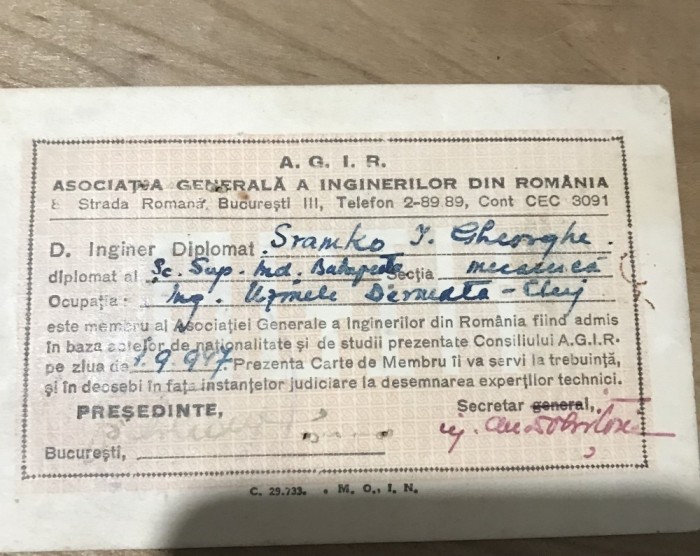 A. G. I. R.
ASOCIAȚIA GENERALĂ A INGINERILOR DIN ROMÂNIA
8 Strada Romană, București III, Telefon 2-89 89, Cont CEC 3091
D. Inginer Diplomat Sramko I. Gheorghe.
diplomat al Șc. Sup. Ind. Budapesta Secția mecanica
Ocupația: Ing. Uzinele Dermata-Cluj
este membru al Asociației Generale a Inginerilor din România fiind admis
în baza actelor de naționalitate și de studii prezentate Consiliului A.G.I.R.
pe ziua de 1.9.947. Prezenta Carte de Membru îi va servi la trebuință,
și în deosebi în fața instanțelor judiciare la desemnarea experților technici.
PREȘEDINTE,
Secretar general,
București,
C. 29.733. • M. O., I. N.